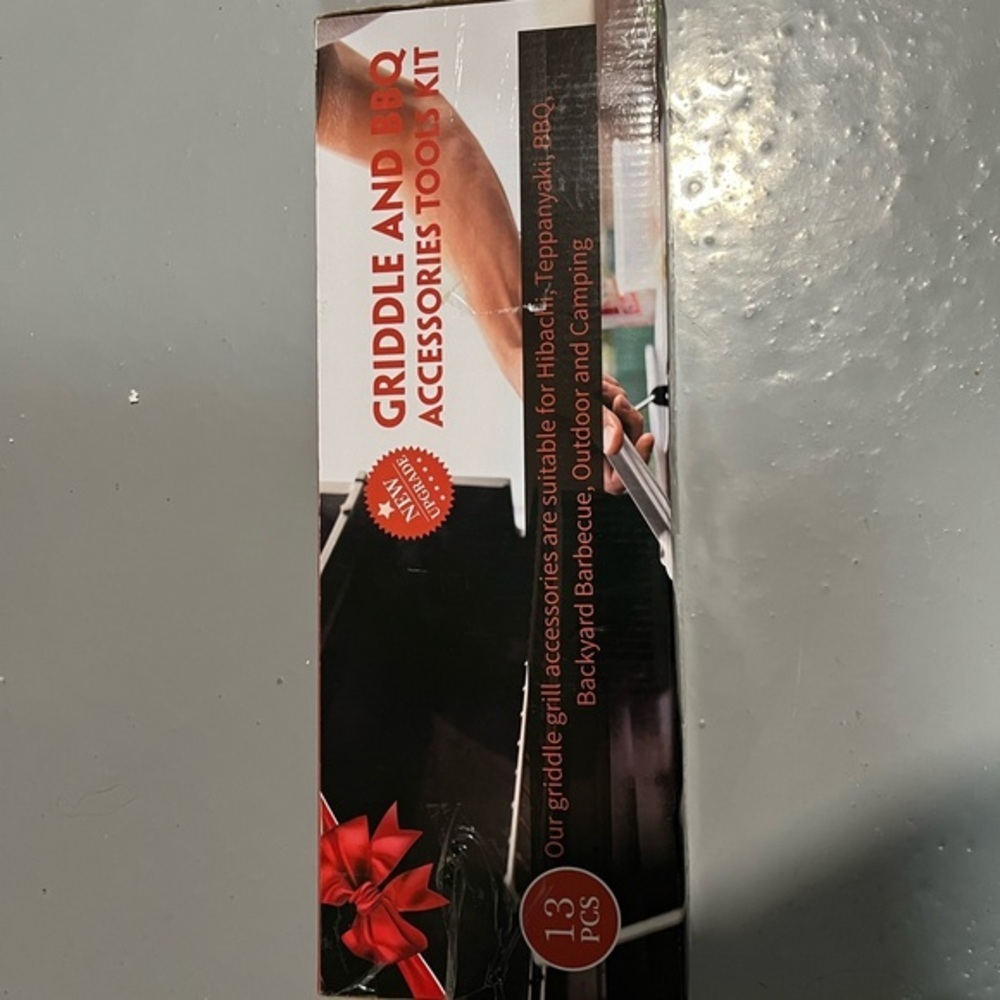 GRIDDLE AND BBQ
ACCESSORIES TOOLS KIT
NEW
UPGRADE
Our griddle grill accessories are suitable for Hibachi, Teppanyaki, BBQ,
Backyard Barbecue, Outdoor and Camping
13
PCS